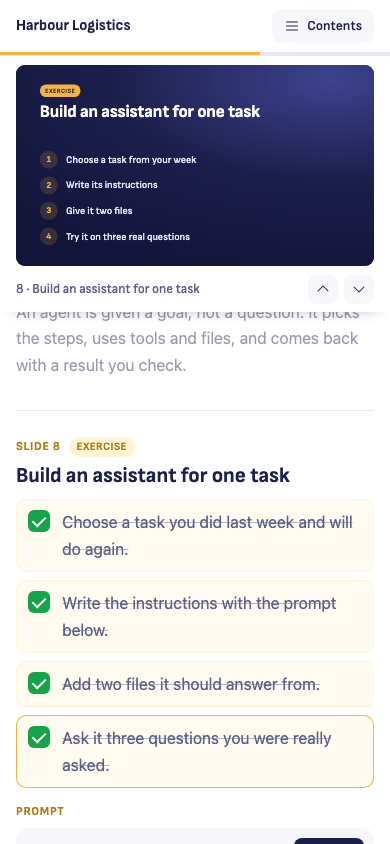 Harbour Logistics
Contents
EXERCISE
Build an assistant for one task
1 Choose a task from your week
2 Write its instructions
3 Give it two files
4 Try it on three real questions
8 · Build an assistant for one task
An agent is given a goal, not a question. It picks
the steps, uses tools and files, and comes back
with a result you check.
SLIDE 8 EXERCISE
Build an assistant for one task
Choose a task you did last week and will
do again.
Write the instructions with the prompt
below.
Add two files it should answer from.
Ask it three questions you were really
asked.
PROMPT